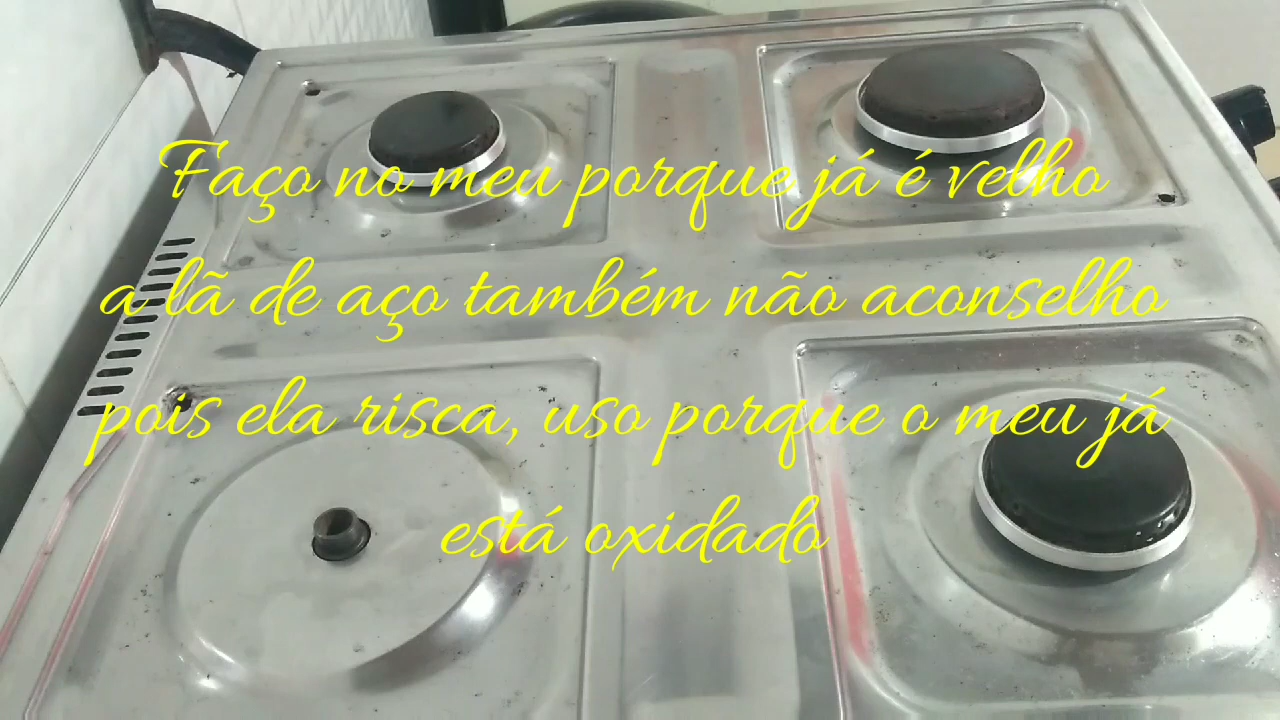 Faço no meu porque já é velho
a lã de aço também não aconselho
pois ela risca, uso porque o meu já
está oxidado